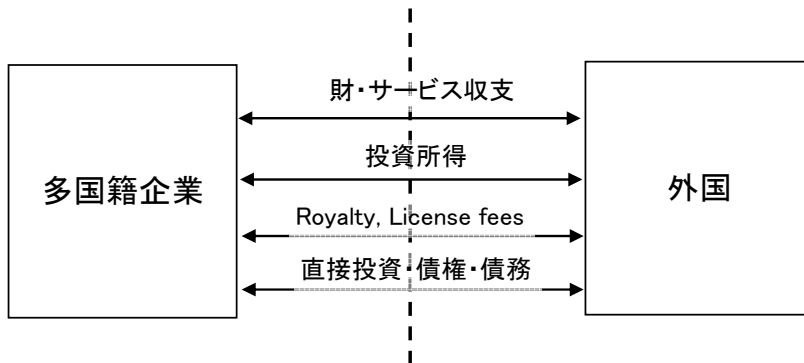 財・サービス収支
投資所得
多国籍企業
外国
Royalty, License fees
直接投資・債権・債務